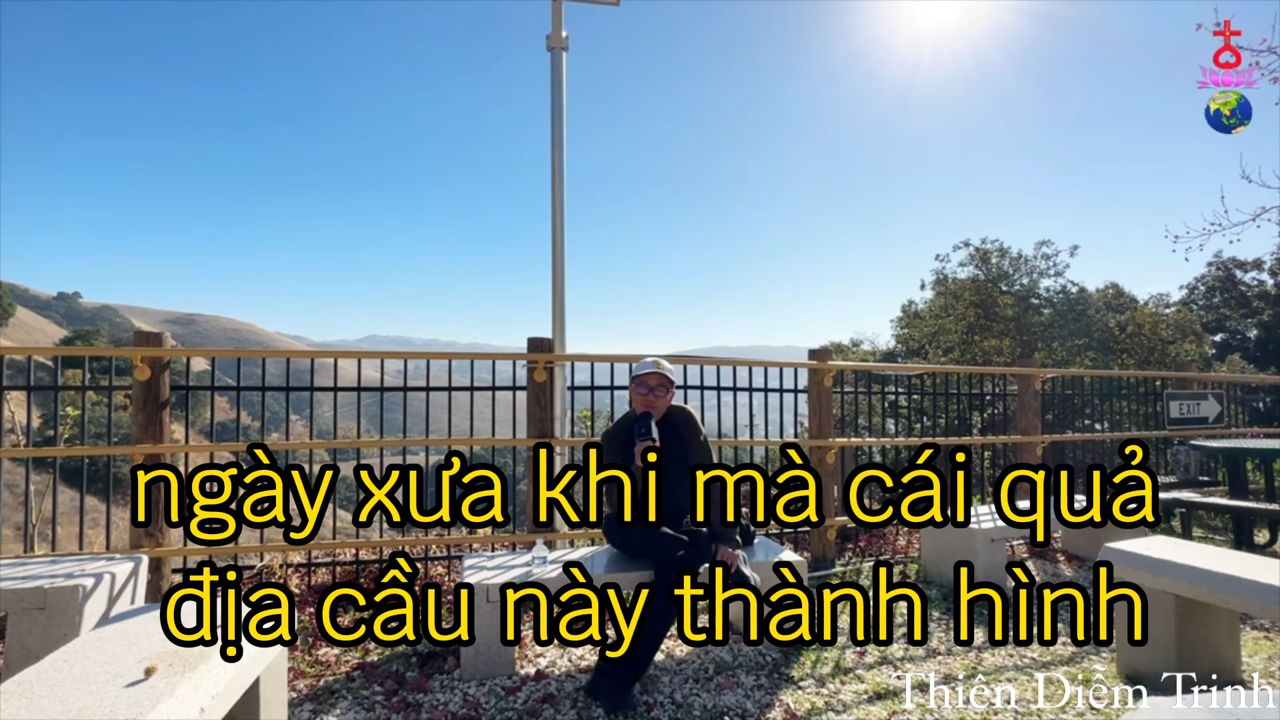 EXIT
ngày xưa khi mà cái quả
địa cầu này thành hình
Thiên Diễm Trinh